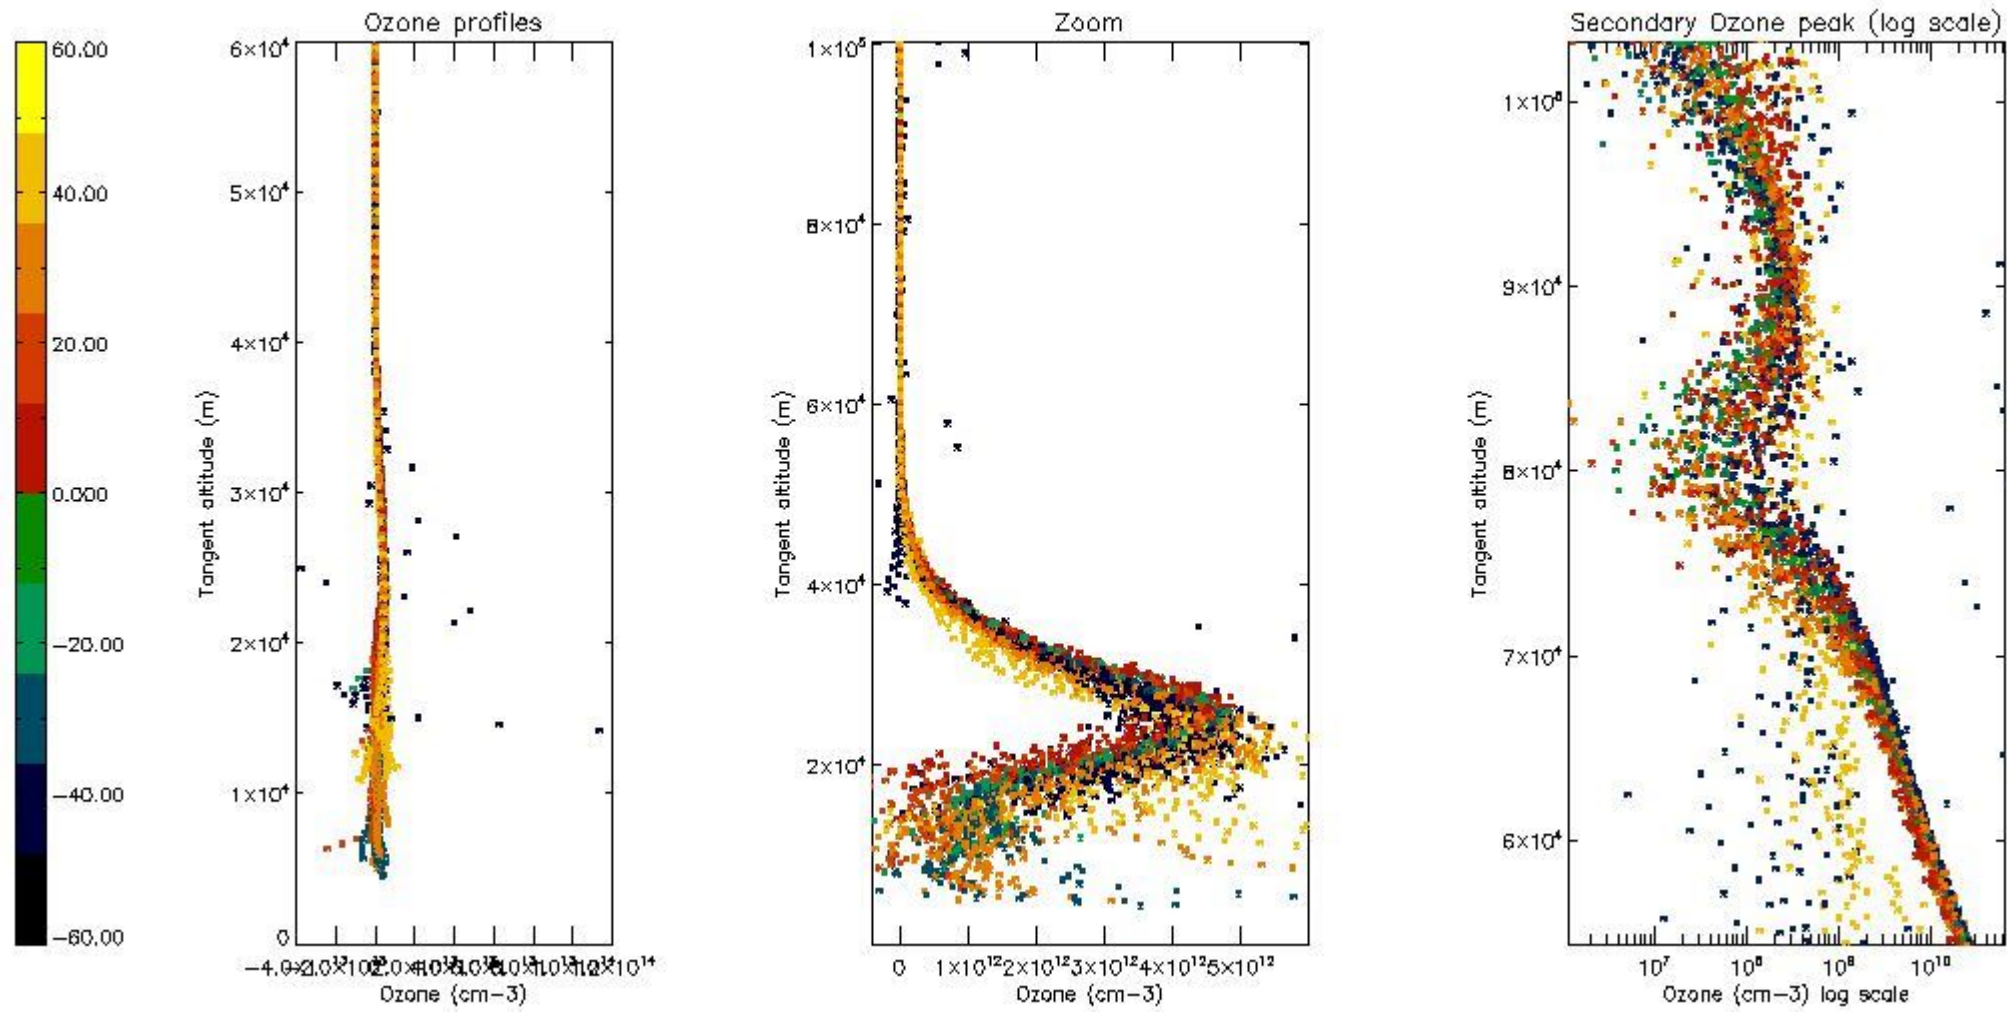 Ozone profiles
Zoom
Secondary Ozone peak (log scale)
60.00
40.00
20.00
0.000
−20.00
−40.00
−60.00
6×10⁴
5×10⁴
4×10⁴
3×10⁴
2×10⁴
1×10⁴
0
Tangent altitude (m)
Ozone (cm−3)
1×10⁵
8×10⁴
6×10⁴
4×10⁴
2×10⁴
Tangent altitude (m)
0 1×10¹² 2×10¹² 3×10¹² 4×10¹² 5×10¹²
Ozone (cm−3)
1×10⁵
9×10⁴
8×10⁴
7×10⁴
6×10⁴
Tangent altitude (m)
10⁷ 10⁸ 10⁹ 10¹⁰
Ozone (cm−3) log scale